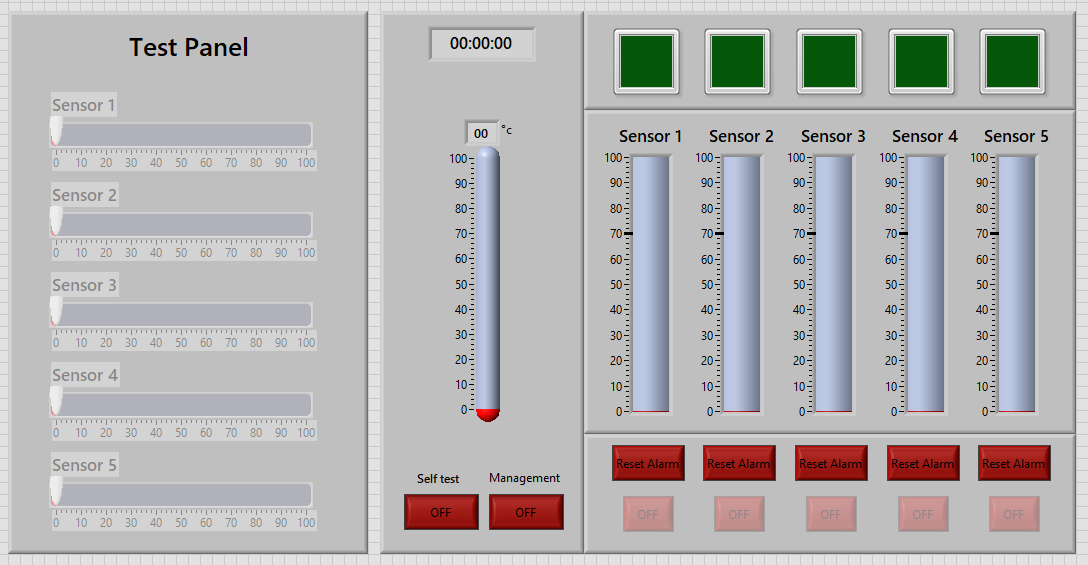 Test Panel
Sensor 1
0 10 20 30 40 50 60 70 80 90 100
Sensor 2
0 10 20 30 40 50 60 70 80 90 100
Sensor 3
0 10 20 30 40 50 60 70 80 90 100
Sensor 4
0 10 20 30 40 50 60 70 80 90 100
Sensor 5
0 10 20 30 40 50 60 70 80 90 100
00:00:00
00 °c
100
90
80
70
60
50
40
30
20
10
0
Self test Management
OFF OFF
Sensor 1 Sensor 2 Sensor 3 Sensor 4 Sensor 5
100 100 100 100 100
90 90 90 90 90
80 80 80 80 80
70 70 70 70 70
60 60 60 60 60
50 50 50 50 50
40 40 40 40 40
30 30 30 30 30
20 20 20 20 20
10 10 10 10 10
0 0 0 0 0
Reset Alarm Reset Alarm Reset Alarm Reset Alarm Reset Alarm
OFF OFF OFF OFF OFF